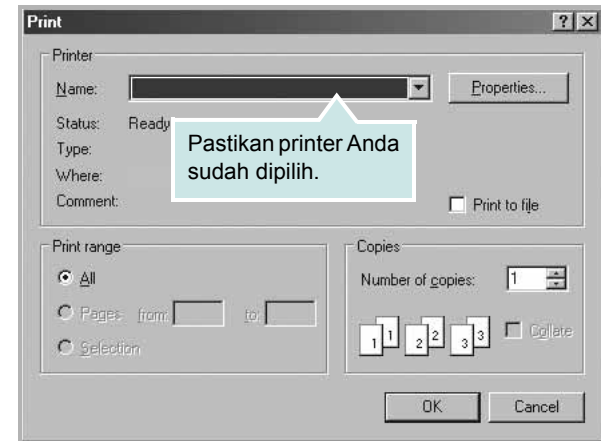 Print
Printer
Name:
Properties...
Status: Ready
Type:
Where:
Comment:
Pastikan printer Anda
sudah dipilih.
Print to file
Print range
All
Pages from: to:
Selection
Copies
Number of copies: 1
1 1 2 2 3 3
Collate
OK Cancel